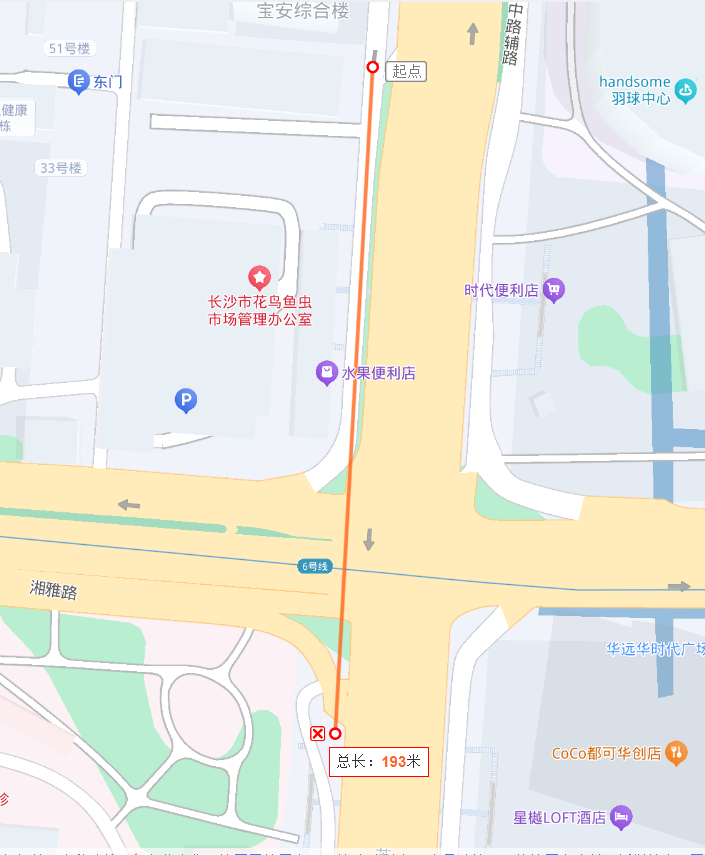 宝安综合楼
中路辅路
51号楼
起点
handsome
羽球中心
东门
健康
栋
33号楼
长沙市花鸟鱼虫
市场管理办公室
时代便利店
水果便利店
P
6号线
湘雅路
华远华时代广场
CoCo都可华创店
总长：193米
诊
星樾LOFT酒店